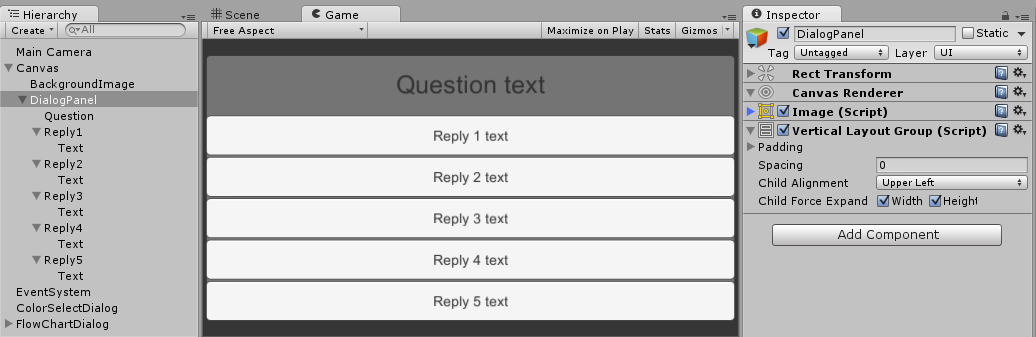 Hierarchy
Create
All
Main Camera
Canvas
BackgroundImage
DialogPanel
Question
Reply1
Text
Reply2
Text
Reply3
Text
Reply4
Text
Reply5
Text
EventSystem
ColorSelectDialog
FlowChartDialog
Scene
Game
Free Aspect
Maximize on Play
Stats
Gizmos
Question text
Reply 1 text
Reply 2 text
Reply 3 text
Reply 4 text
Reply 5 text
Inspector
DialogPanel
Static
Tag Untagged Layer UI
Rect Transform
Canvas Renderer
Image (Script)
Vertical Layout Group (Script)
Padding
Spacing 0
Child Alignment Upper Left
Child Force Expand Width Height
Add Component